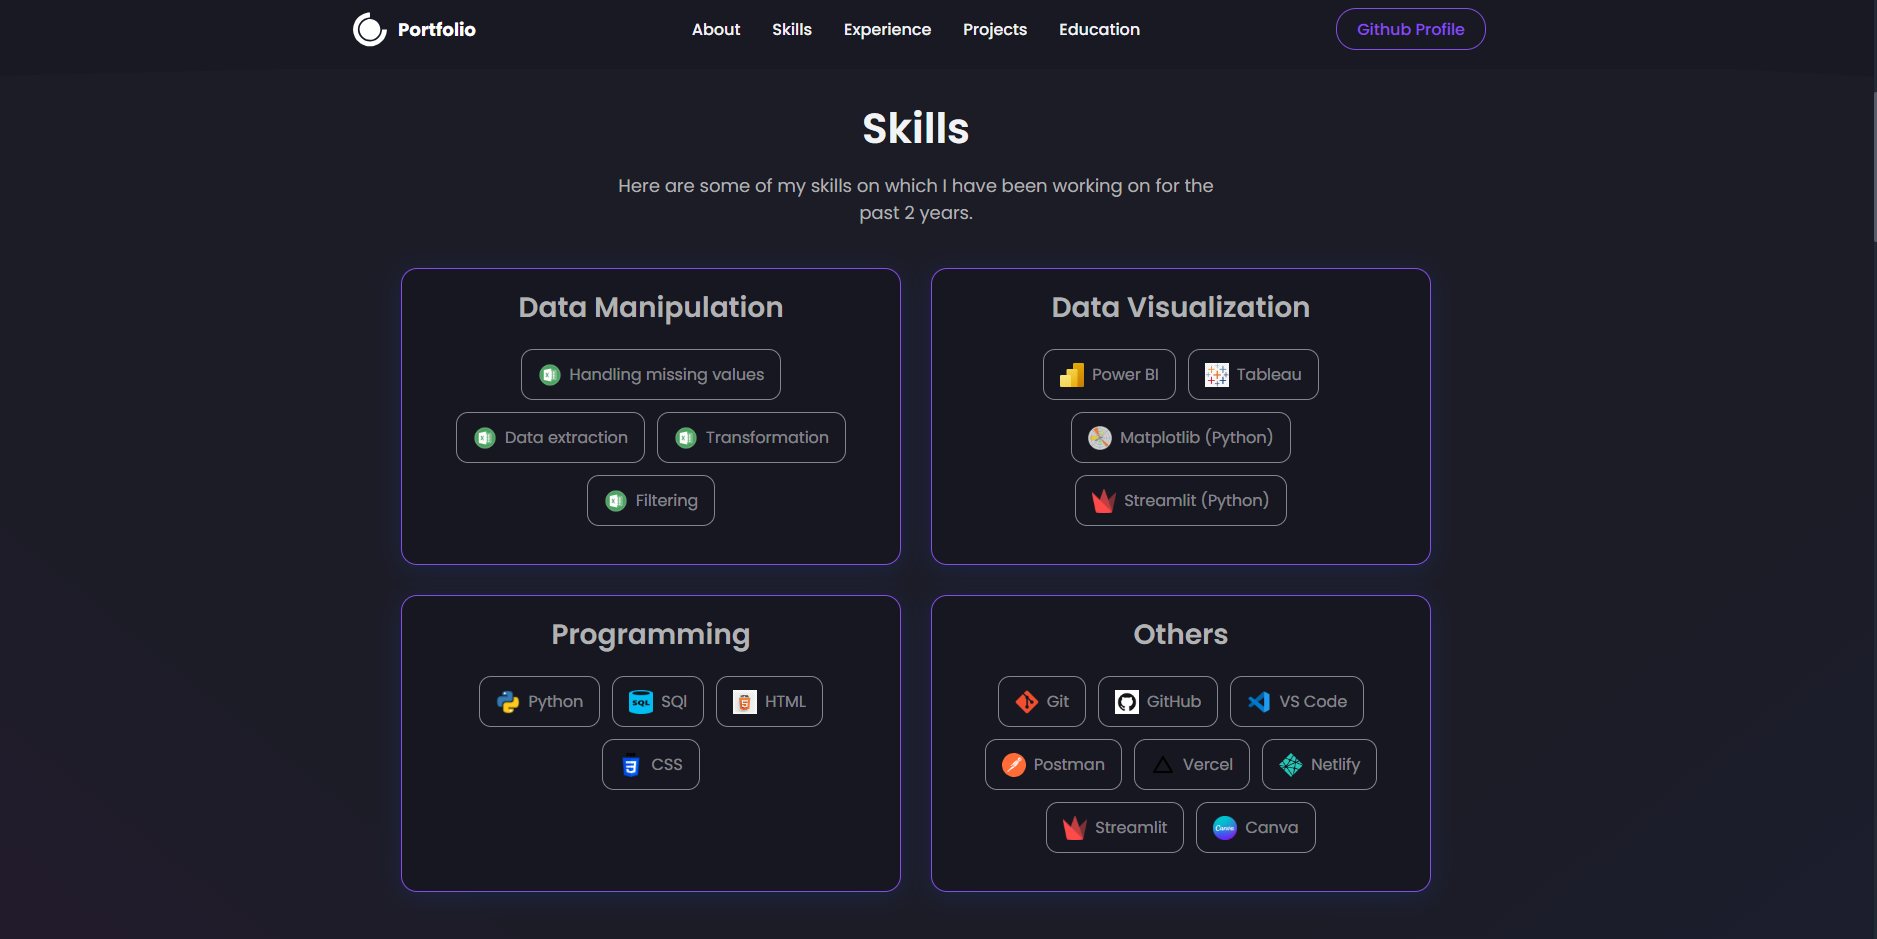 Portfolio
About Skills Experience Projects Education
Github Profile
Skills
Here are some of my skills on which I have been working on for the
past 2 years.
Data Manipulation
Handling missing values
Data extraction Transformation
Filtering
Data Visualization
Power BI Tableau
Matplotlib (Python)
Streamlit (Python)
Programming
Python SQL SQl HTML
CSS
Others
Git GitHub VS Code
Postman Vercel Netlify
Streamlit Canva Canva